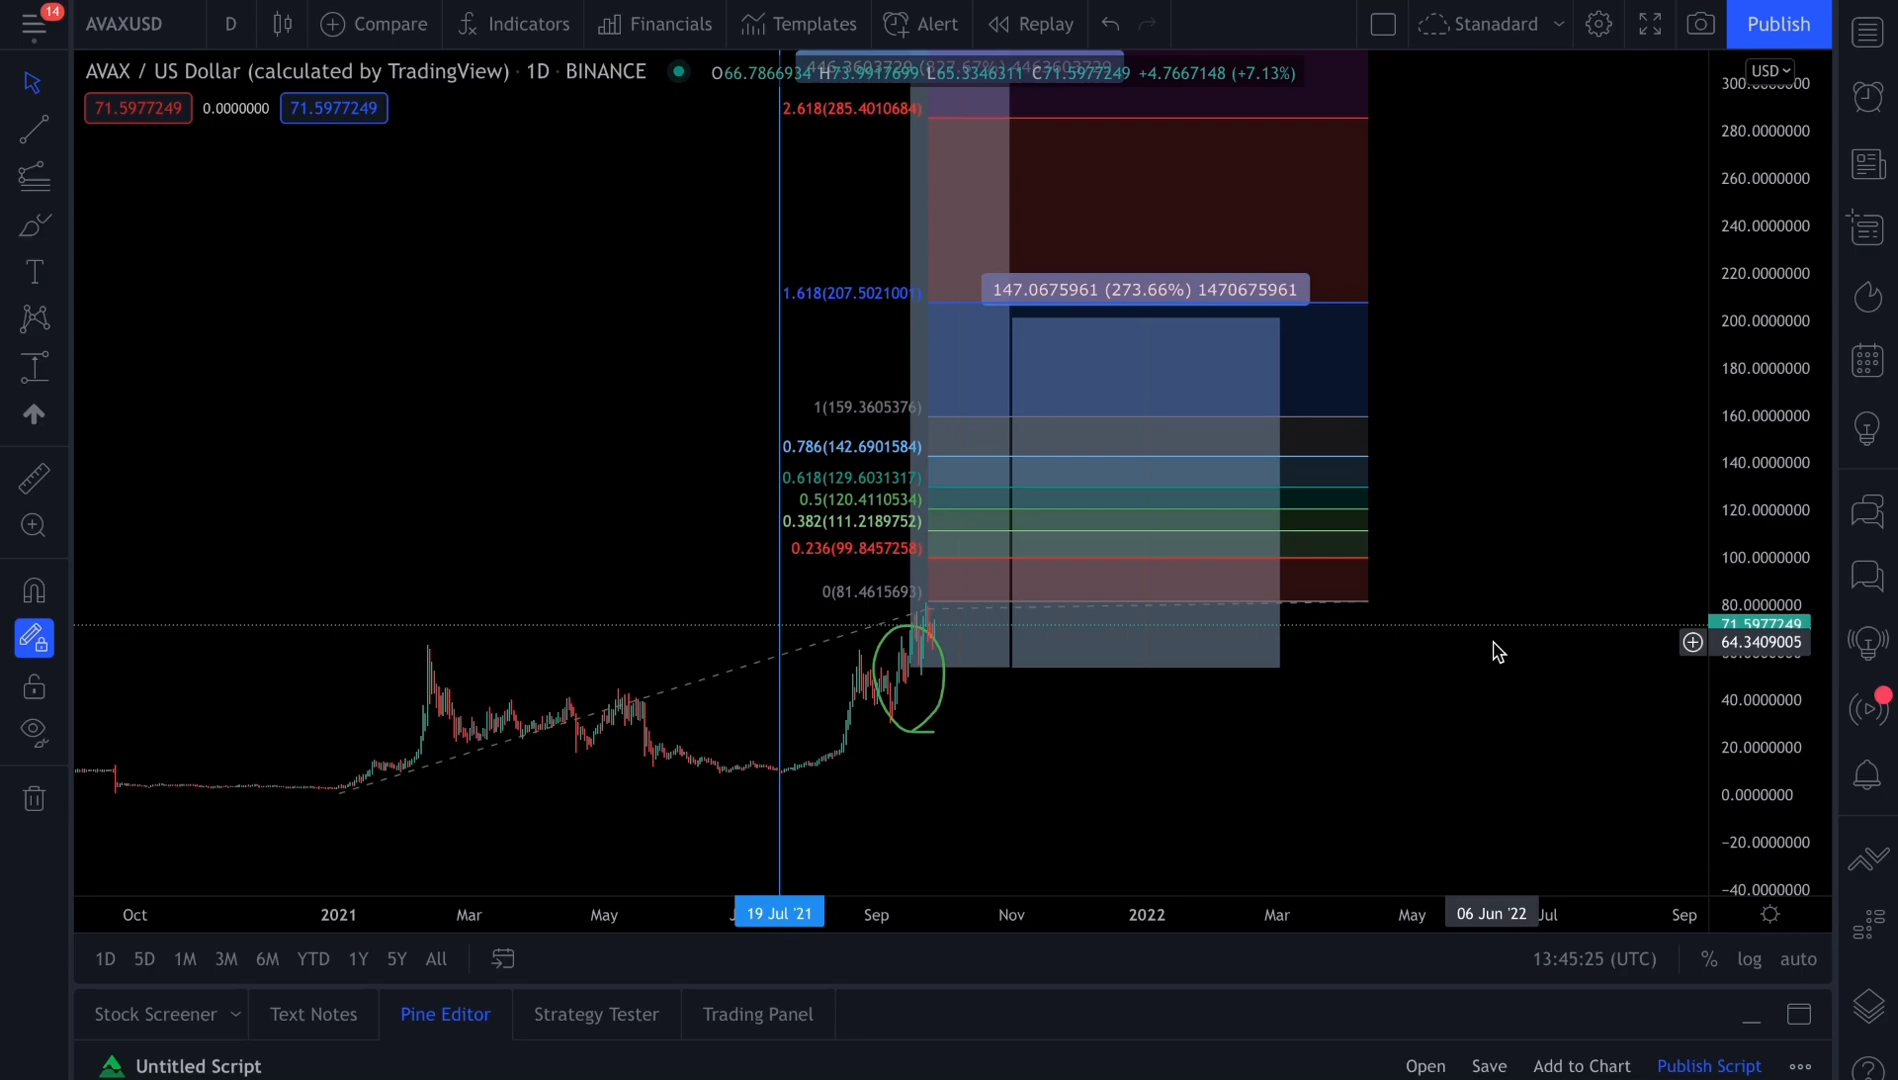 14
AVAXUSD D Compare Indicators Financials Templates Alert Replay Stanadard Publish
AVAX / US Dollar (calculated by TradingView) · 1D · BINANCE O66.7866934 H73.9917699 L65.3346311 C71.5977249 +4.7667148 (+7.13%)
446.3603729 (827.67%) 4463603729
USD
71.5977249 0.0000000 71.5977249
2.618(285.4010684)
1.618(207.5021001)
147.0675961 (273.66%) 1470675961
1(159.3605376)
0.786(142.6901584)
0.618(129.6031317)
0.5(120.4110534)
0.382(111.2189752)
0.236(99.8457258)
0(81.4615693)
280.0000000
260.0000000
240.0000000
220.0000000
200.0000000
180.0000000
160.0000000
140.0000000
120.0000000
100.0000000
80.0000000
71.5977249
64.3409005
40.0000000
20.0000000
0.0000000
−20.0000000
−40.0000000
Oct 2021 Mar May 19 Jul '21 Sep Nov 2022 Mar May 06 Jun '22 Jul Sep
1D 5D 1M 3M 6M YTD 1Y 5Y All 13:45:25 (UTC) % log auto
Stock Screener Text Notes Pine Editor Strategy Tester Trading Panel
Untitled Script Open Save Add to Chart Publish Script